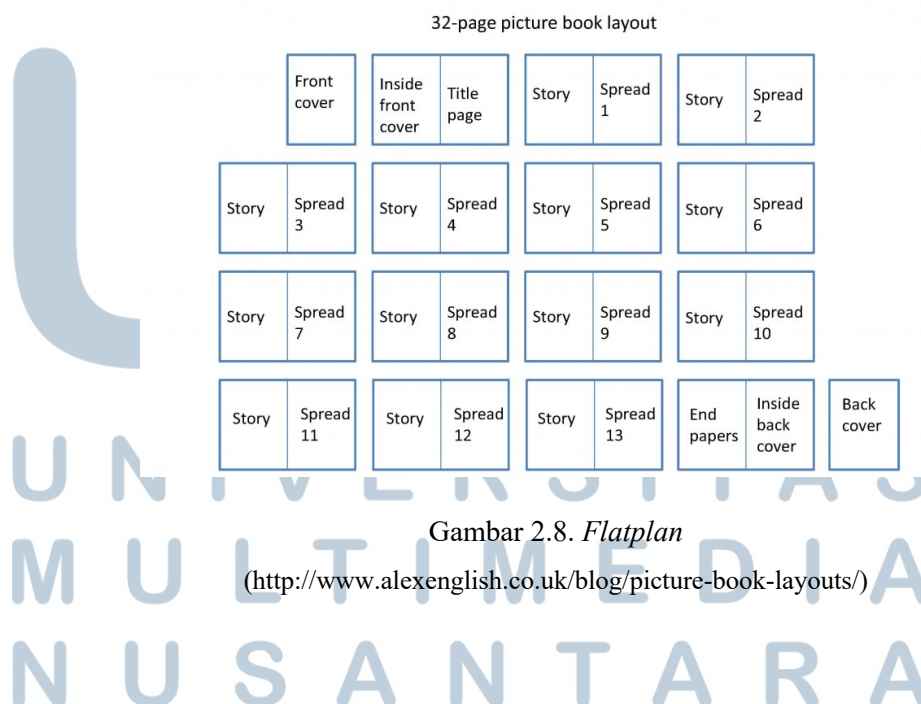 32-page picture book layout
Front
cover
Inside
front
cover
Title
page
Story
Spread
1
Story
Spread
2
Story
Spread
3
Story
Spread
4
Story
Spread
5
Story
Spread
6
Story
Spread
7
Story
Spread
8
Story
Spread
9
Story
Spread
10
Story
Spread
11
Story
Spread
12
Story
Spread
13
End
papers
Inside
back
cover
Back
cover
UNIVERSITAS
Gambar 2.8. Flatplan
MULTIMEDIA
(http://www.alexenglish.co.uk/blog/picture-book-layouts/)
NUSANTARA